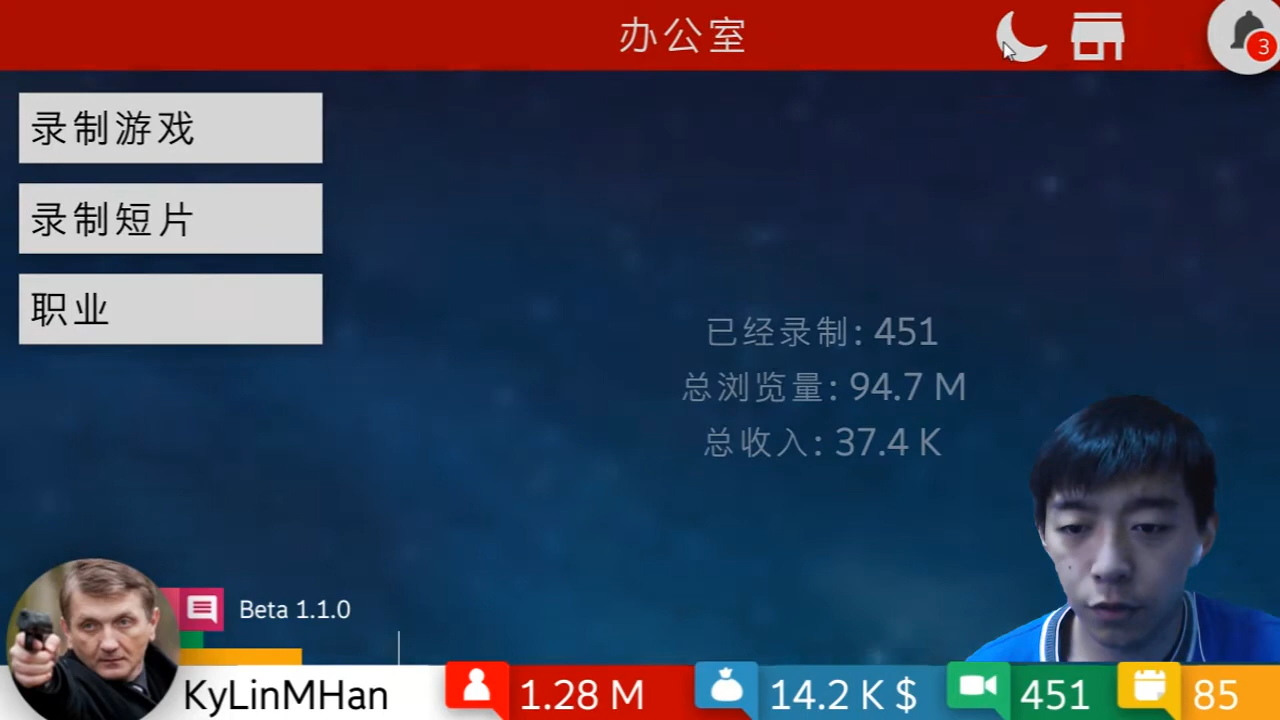 办公室
3
录制游戏
录制短片
职业
已经录制: 451
总浏览量: 94.7 M
总收入: 37.4 K
Beta 1.1.0
KyLinMHan
1.28 M
14.2 K $
451
85